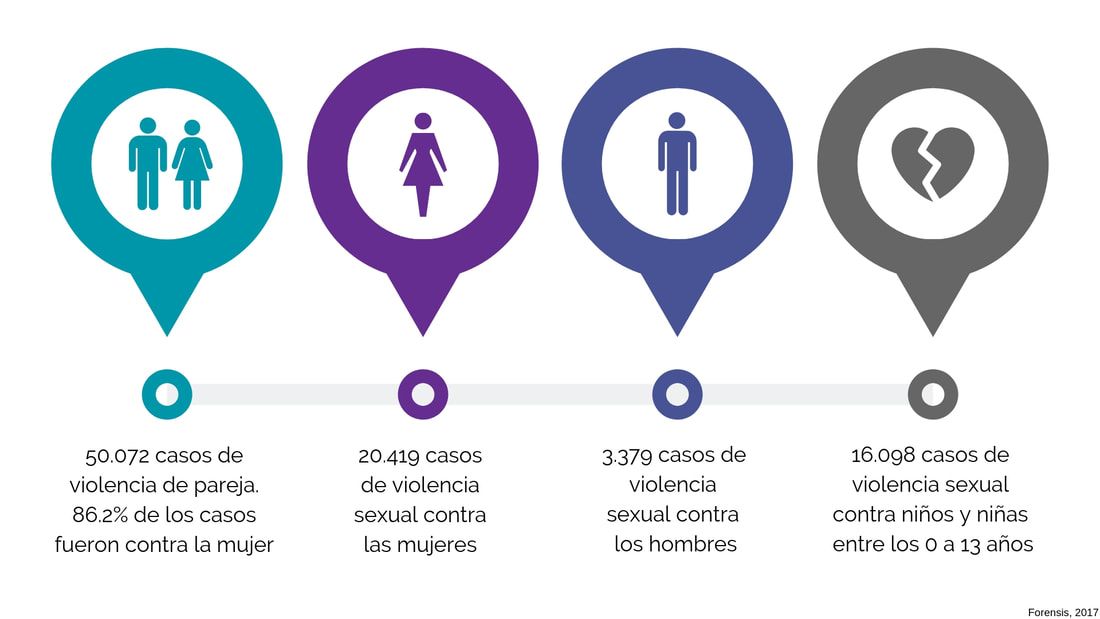 50.072 casos de
violencia de pareja.
86.2% de los casos
fueron contra la mujer
20.419 casos
de violencia
sexual contra
las mujeres
3.379 casos de
violencia
sexual contra
los hombres
16.098 casos de
violencia sexual
contra niños y niñas
entre los 0 a 13 años
Forensis, 2017